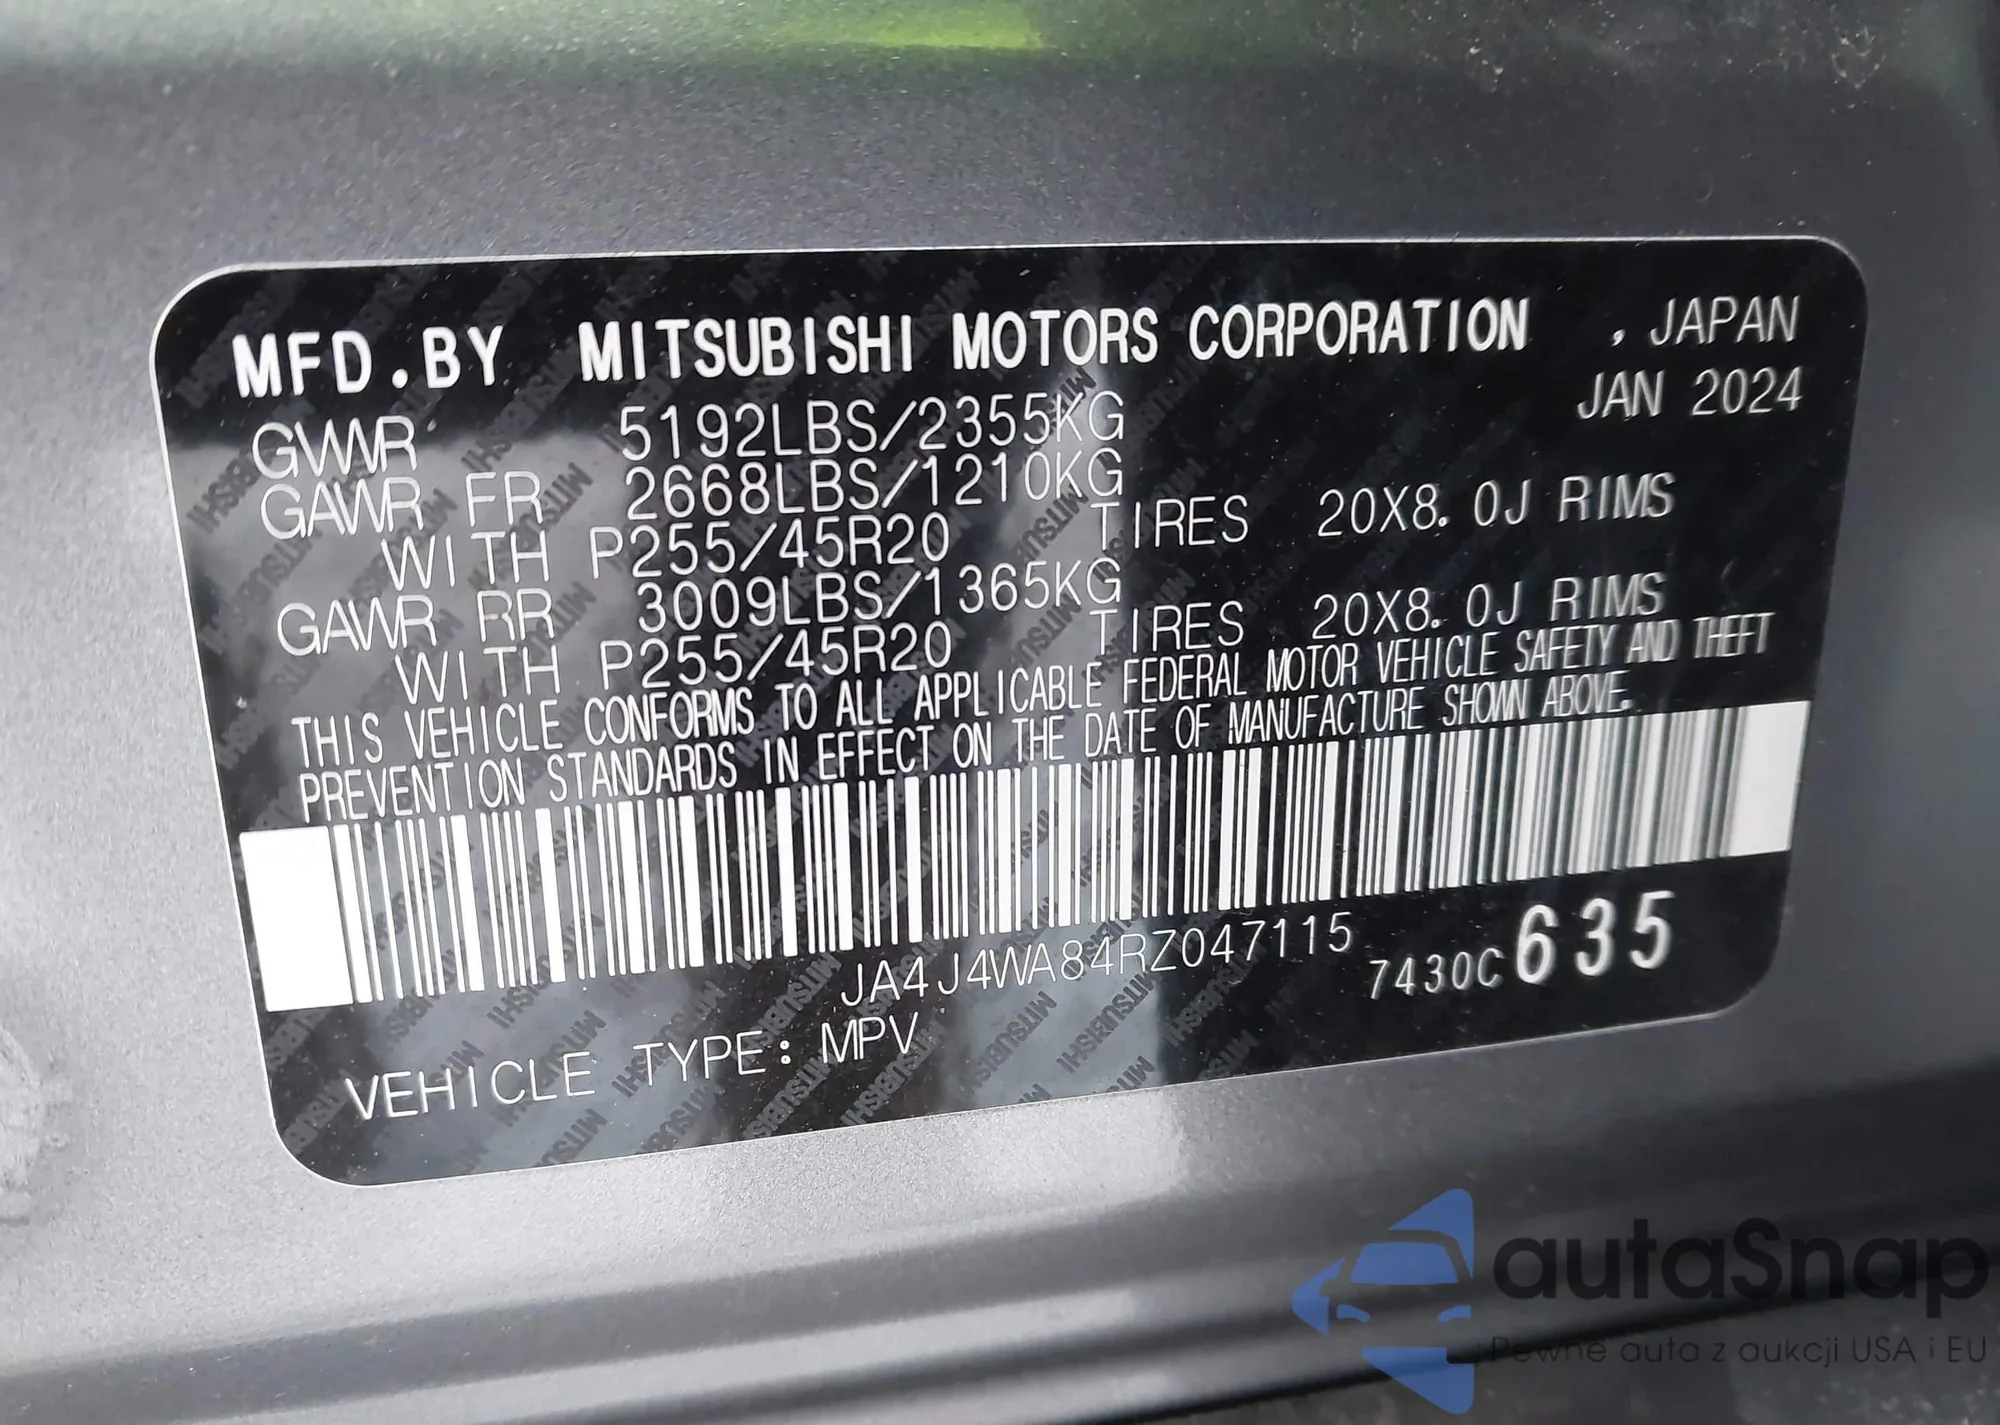 MFD.BY MITSUBISHI MOTORS CORPORATION , JAPAN
JAN 2024
GVWR 5192LBS/2355KG
GAWR FR 2668LBS/1210KG
WITH P255/45R20 TIRES 20X8.0J RIMS
GAWR RR 3009LBS/1365KG
WITH P255/45R20 TIRES 20X8.0J RIMS
THIS VEHICLE CONFORMS TO ALL APPLICABLE FEDERAL MOTOR VEHICLE SAFETY AND THEFT
PREVENTION STANDARDS IN EFFECT ON THE DATE OF MANUFACTURE SHOWN ABOVE.
JA4J4WA84RZ047115 7430C 635
VEHICLE TYPE: MPV
autaSnap
Pewne auta z aukcji USA i EU